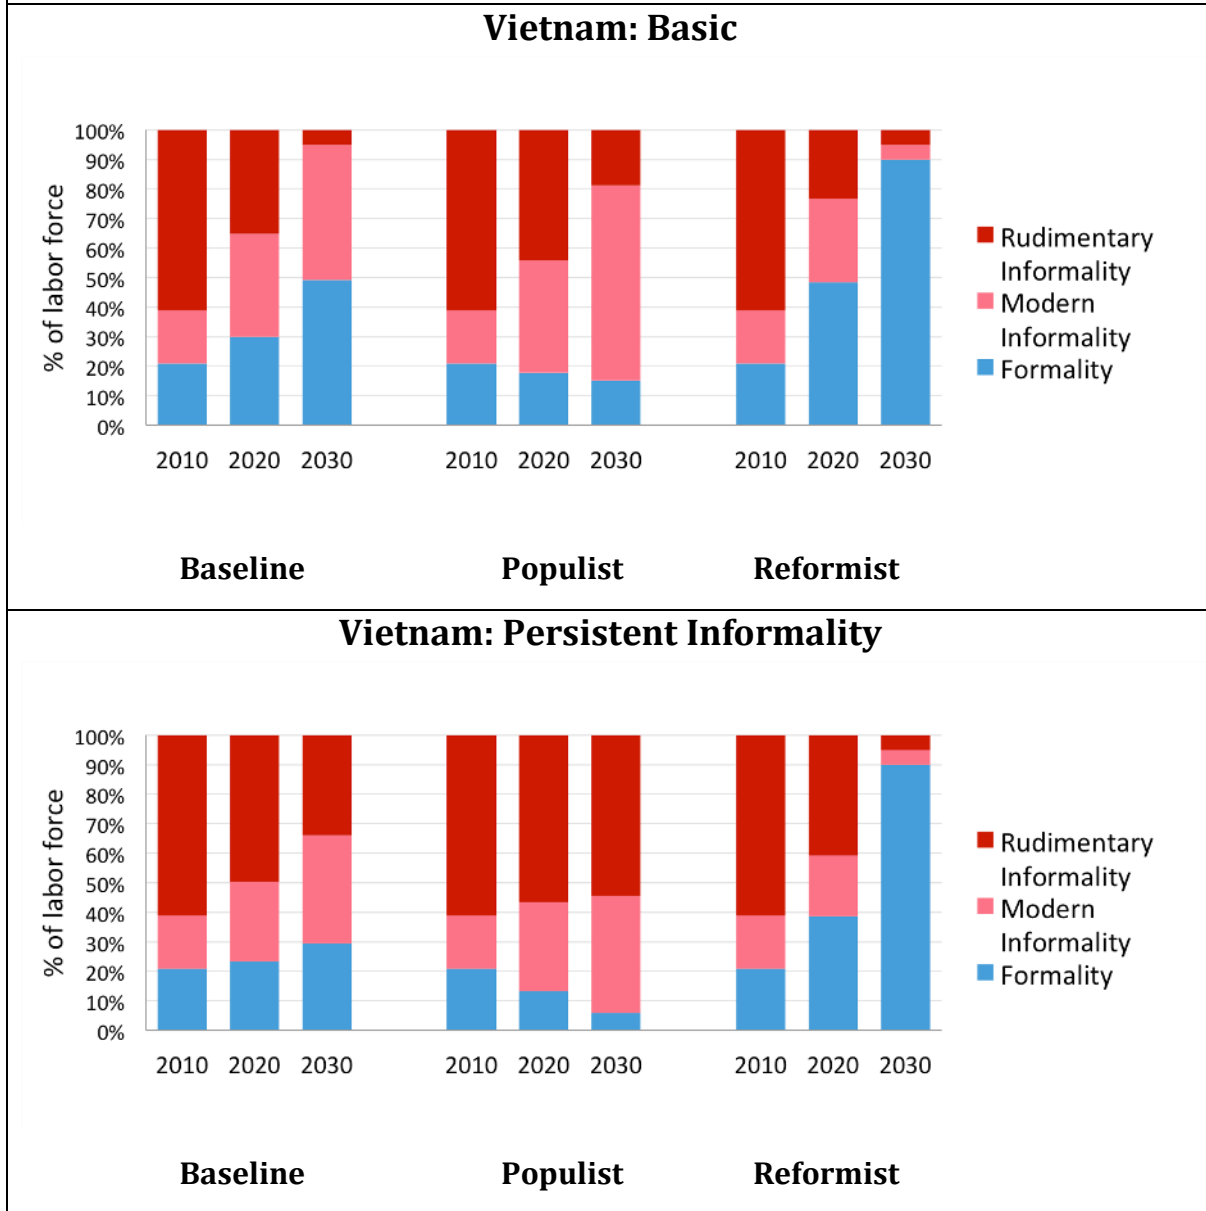 Vietnam: Basic
100%
90%
80%
70%
60%
50%
40%
30%
20%
10%
0%
% of labor force
2010 2020 2030 2010 2020 2030 2010 2020 2030
Rudimentary
Informality
Modern
Informality
Formality
Baseline Populist Reformist
Vietnam: Persistent Informality
100%
90%
80%
70%
60%
50%
40%
30%
20%
10%
0%
% of labor force
2010 2020 2030 2010 2020 2030 2010 2020 2030
Rudimentary
Informality
Modern
Informality
Formality
Baseline Populist Reformist